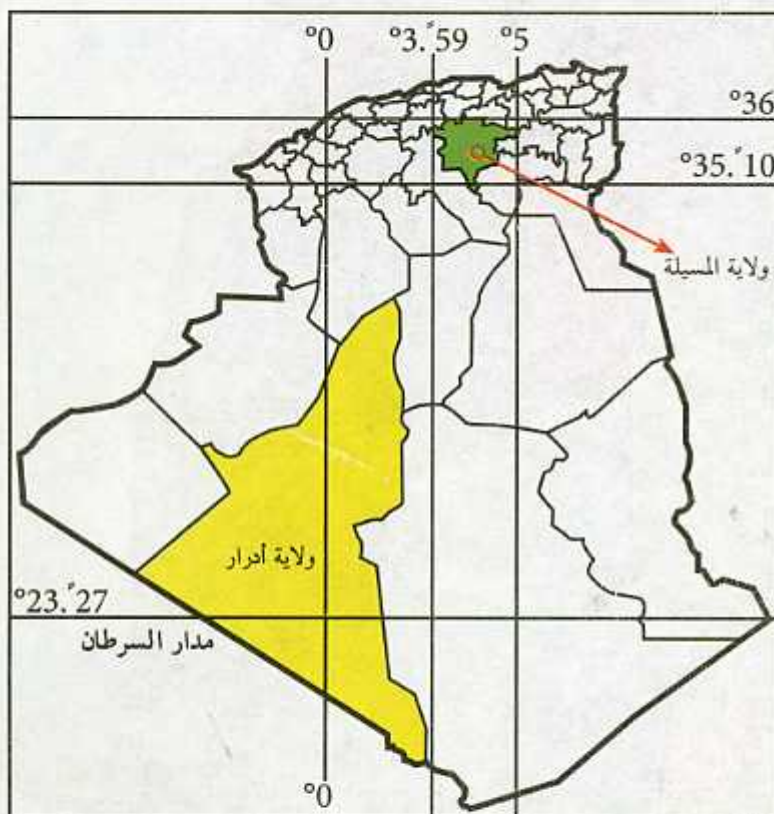 °0
°3.َ59
°5
°36
°35.َ10
ولاية المسيلة
ولاية أدرار
°23.َ27
مدار السرطان
°0